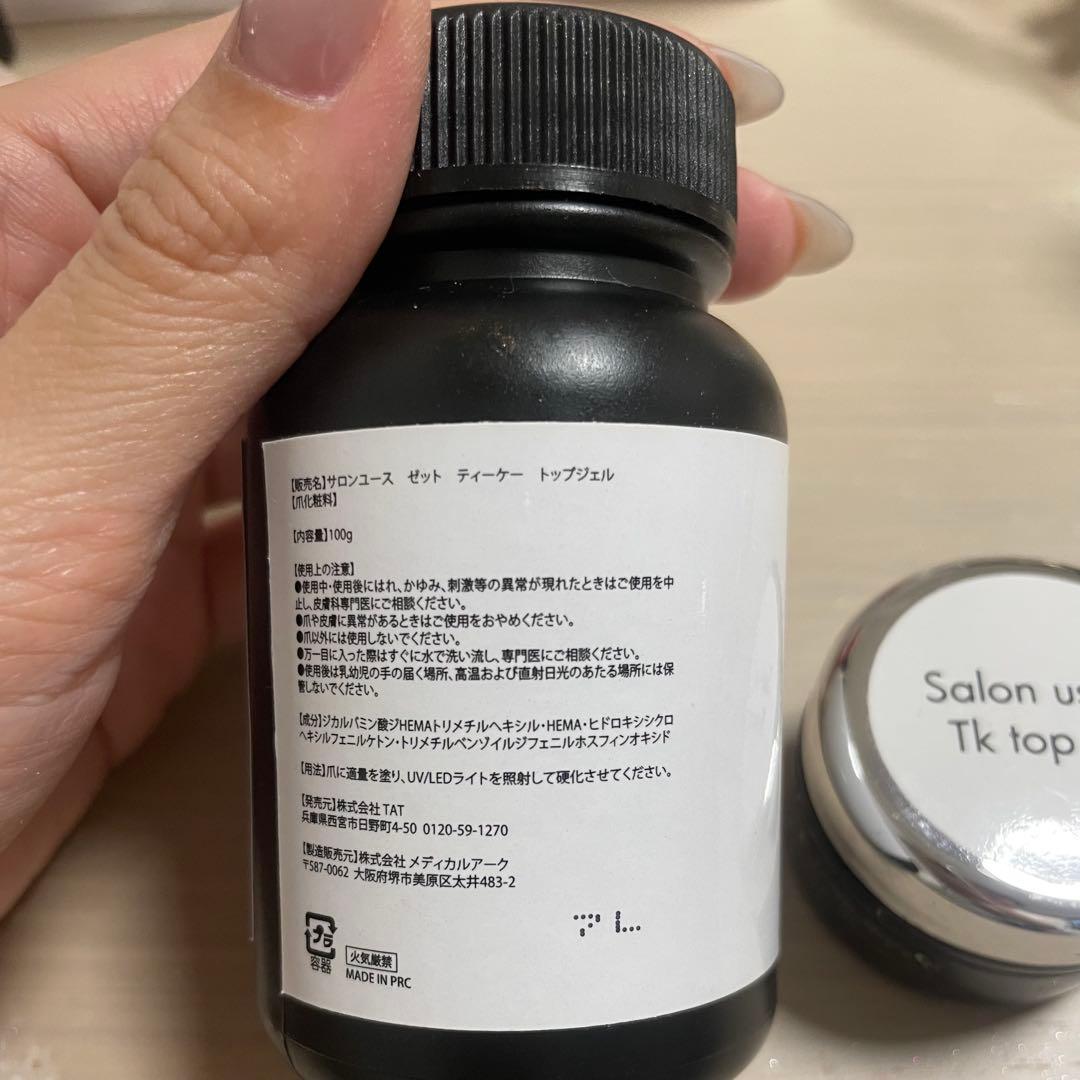 【販売名】サロンユース　ゼット　ティーケー　トップジェル
【爪化粧料】
【内容量】100g
【使用上の注意】
●使用中・使用後にはれ、かゆみ、刺激等の異常が現れたときはご使用を中
止し、皮膚科専門医にご相談ください。
●爪や皮膚に異常があるときはご使用をおやめください。
●爪以外には使用しないでください。
●万一目に入った際はすぐに水で洗い流し、専門医にご相談ください。
●使用後は乳幼児の手の届く場所、高温および直射日光のあたる場所には保
管しないでください。
【成分】ジカルバミン酸ジHEMAトリメチルヘキシル・HEMA・ヒドロキシシクロ
ヘキシルフェニルケトン・トリメチルベンゾイルジフェニルホスフィンオキシド
【用法】爪に適量を塗り、UV/LEDライトを照射して硬化させてください。
【発売元】株式会社 TAT
兵庫県西宮市日野町4-50 0120-59-1270
【製造販売元】株式会社 メディカルアーク
〒587-0062 大阪府堺市美原区太井483-2
プラ
容器
火気厳禁
MADE IN PRC
Salon us
Tk top